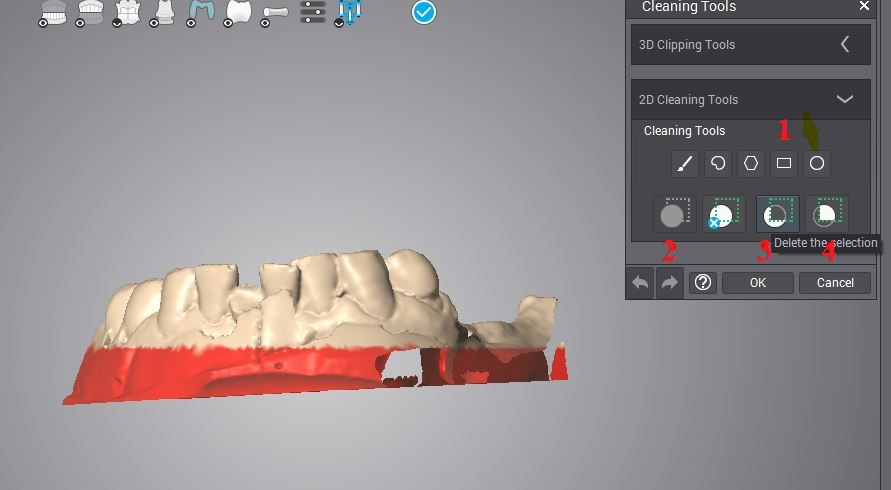 Cleaning Tools
3D Clipping Tools
2D Cleaning Tools
1
Cleaning Tools
2 3 4
Delete the selection
OK Cancel